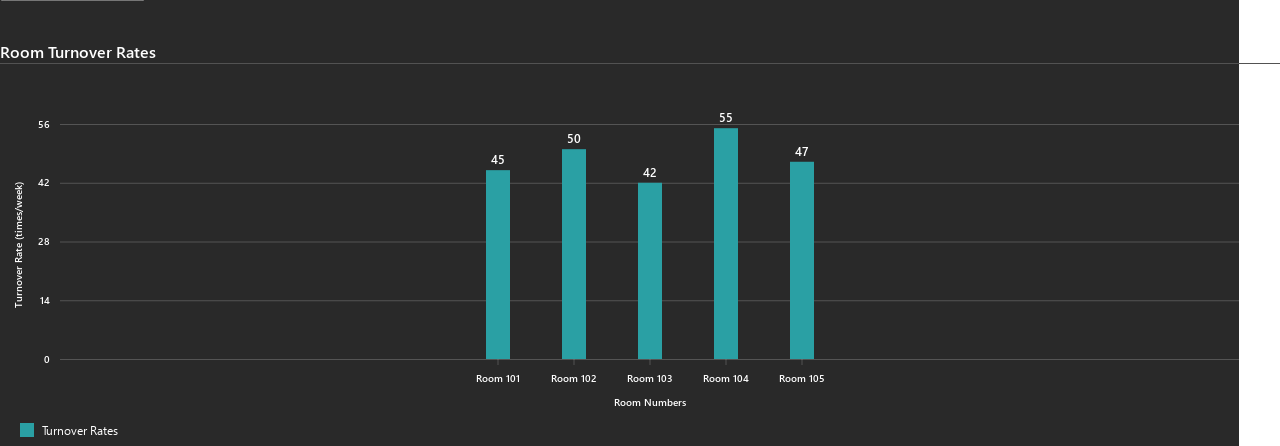 Room Turnover Rates
55
56
50
47
45
42
42
Turnover Rate (times/week)
28
14
0
Room 101
Room 102
Room 103
Room 104
Room 105
Room Numbers
Turnover Rates